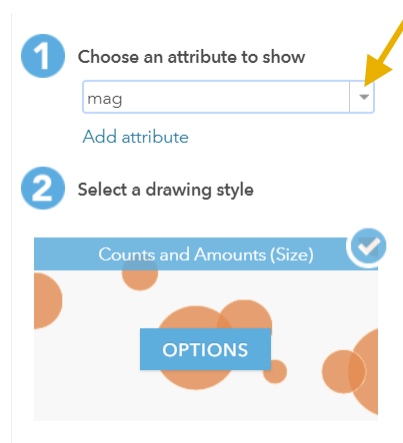 1 Choose an attribute to show
mag
Add attribute
2 Select a drawing style
Counts and Amounts (Size)
OPTIONS